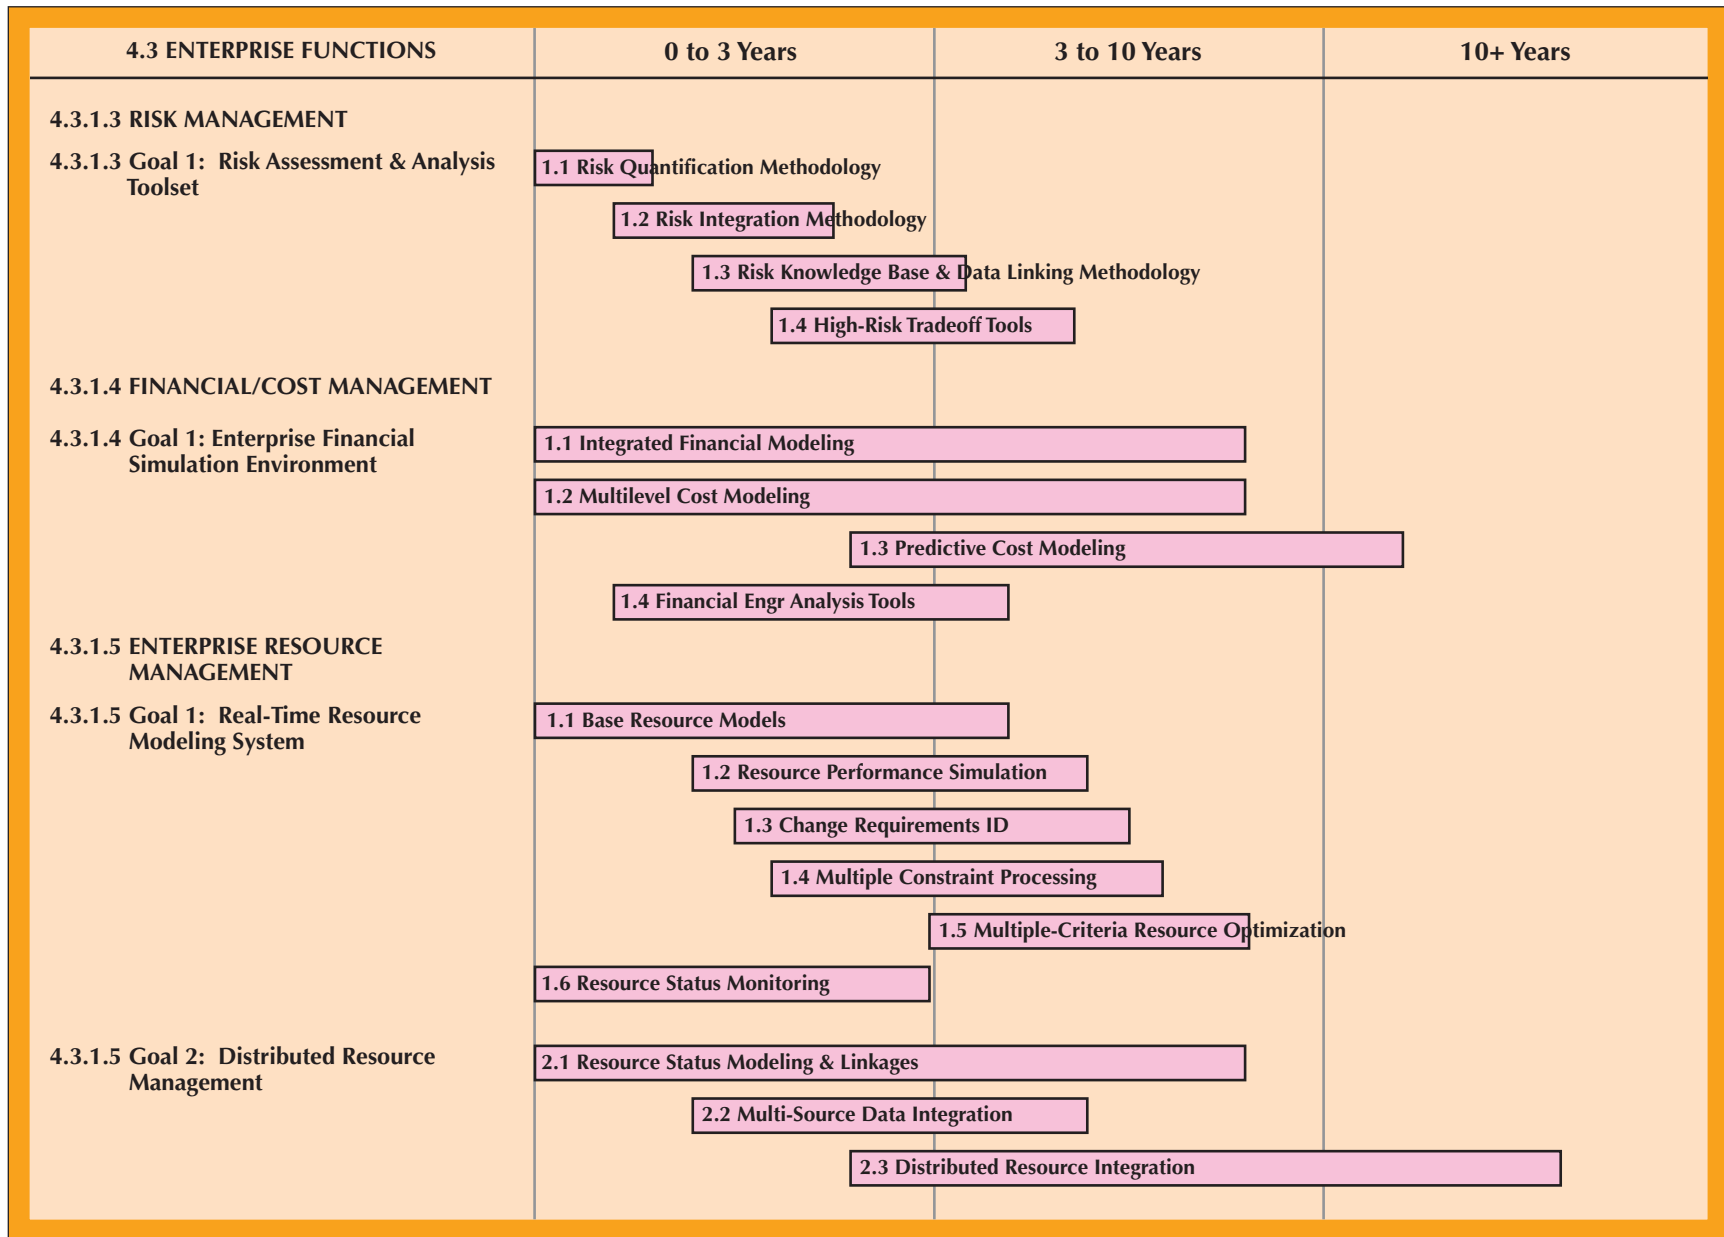 4.3 ENTERPRISE FUNCTIONS
0 to 3 Years
3 to 10 Years
10+ Years
4.3.1.3 RISK MANAGEMENT
4.3.1.3 Goal 1: Risk Assessment & Analysis
Toolset
1.1 Risk Quantification Methodology
1.2 Risk Integration Methodology
1.3 Risk Knowledge Base & Data Linking Methodology
1.4 High-Risk Tradeoff Tools
4.3.1.4 FINANCIAL/COST MANAGEMENT
4.3.1.4 Goal 1: Enterprise Financial
Simulation Environment
1.1 Integrated Financial Modeling
1.2 Multilevel Cost Modeling
1.3 Predictive Cost Modeling
1.4 Financial Engr Analysis Tools
4.3.1.5 ENTERPRISE RESOURCE
MANAGEMENT
4.3.1.5 Goal 1: Real-Time Resource
Modeling System
1.1 Base Resource Models
1.2 Resource Performance Simulation
1.3 Change Requirements ID
1.4 Multiple Constraint Processing
1.5 Multiple-Criteria Resource Optimization
1.6 Resource Status Monitoring
4.3.1.5 Goal 2: Distributed Resource
Management
2.1 Resource Status Modeling & Linkages
2.2 Multi-Source Data Integration
2.3 Distributed Resource Integration